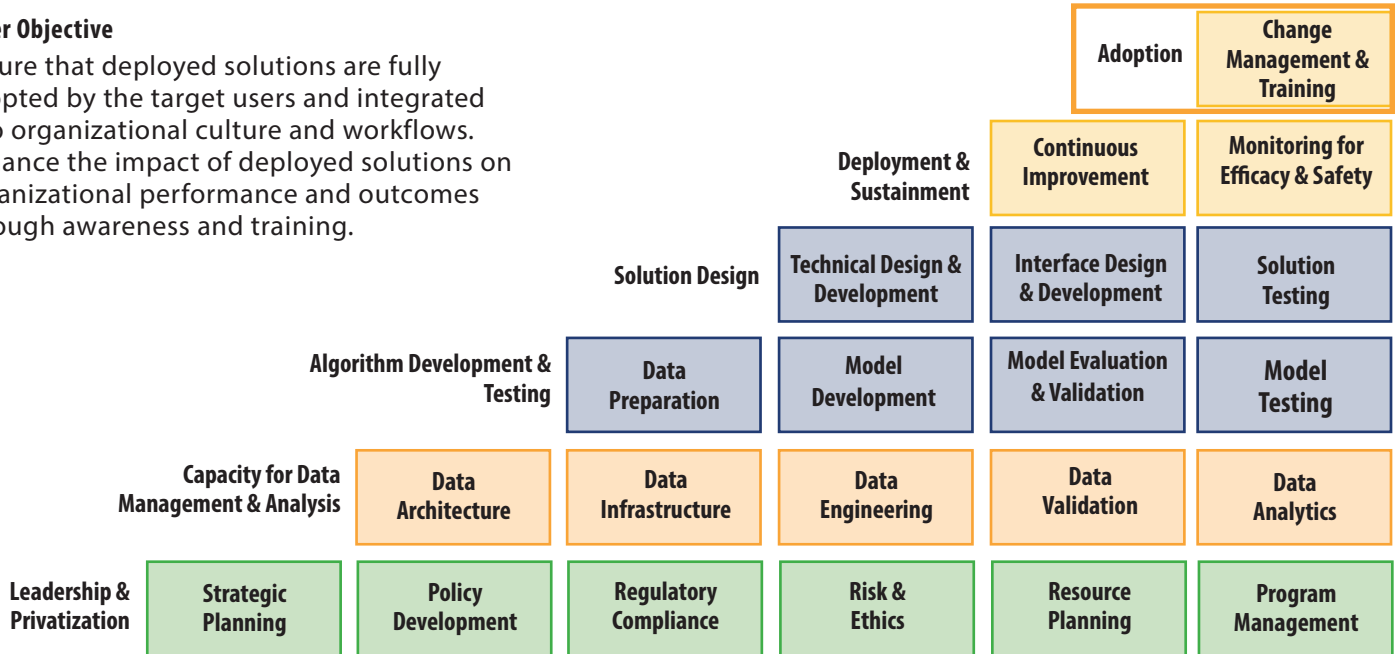 er Objective
ure that deployed solutions are fully
opted by the target users and integrated
o organizational culture and workflows.
ance the impact of deployed solutions on
ganizational performance and outcomes
ough awareness and training.
Adoption
Change
Management &
Training
Deployment &
Sustainment
Continuous
Improvement
Monitoring for
Efficacy & Safety
Solution Design
Technical Design &
Development
Interface Design
& Development
Solution
Testing
Algorithm Development &
Testing
Data
Preparation
Model
Development
Model Evaluation
& Validation
Model
Testing
Capacity for Data
Management & Analysis
Data
Architecture
Data
Infrastructure
Data
Engineering
Data
Validation
Data
Analytics
Leadership &
Privatization
Strategic
Planning
Policy
Development
Regulatory
Compliance
Risk &
Ethics
Resource
Planning
Program
Management